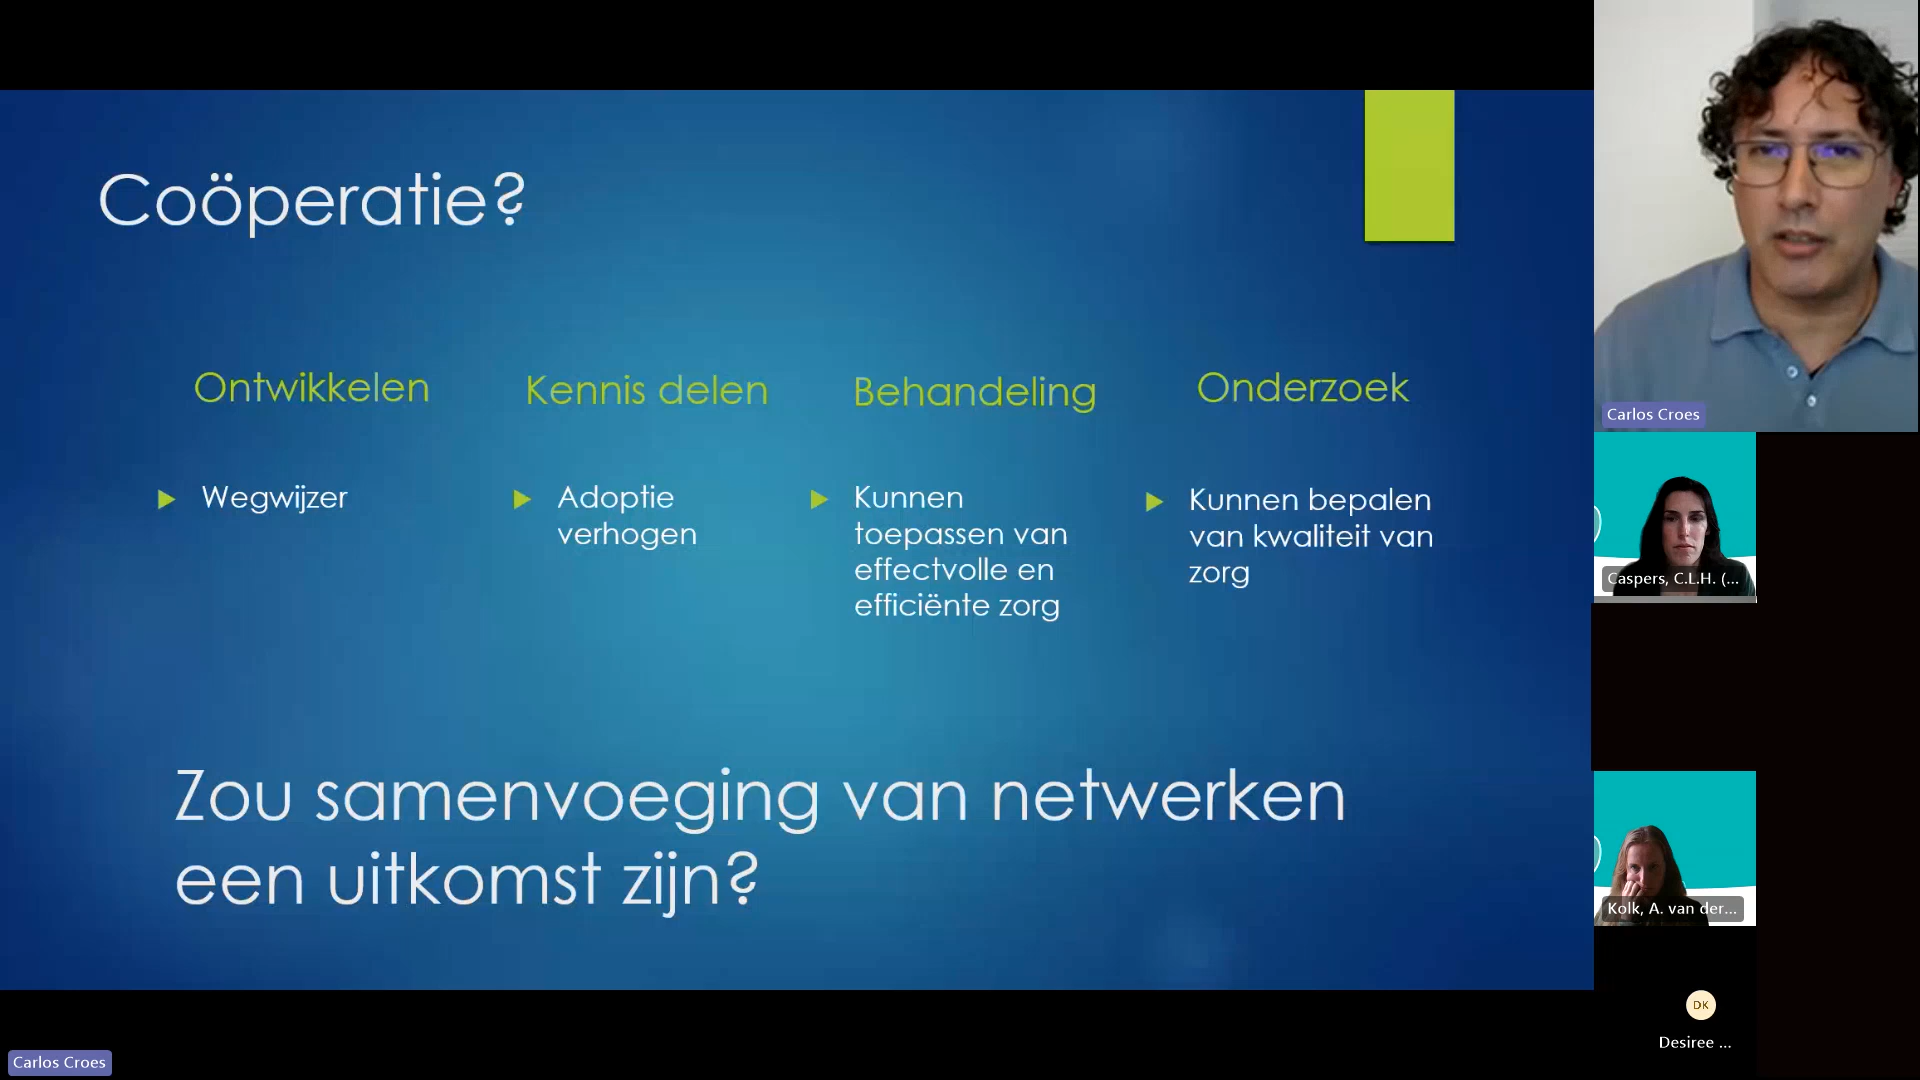 Coöperatie?
Ontwikkelen
Wegwijzer
Kennis delen
Adoptie
verhogen
Behandeling
Kunnen
toepassen van
effectvolle en
efficiënte zorg
Onderzoek
Kunnen bepalen
van kwaliteit van
zorg
Zou samenvoeging van netwerken
een uitkomst zijn?
Carlos Croes
Caspers, C.L.H. (...
Kolk, A. van der...
DK
Desiree ...
Carlos Croes